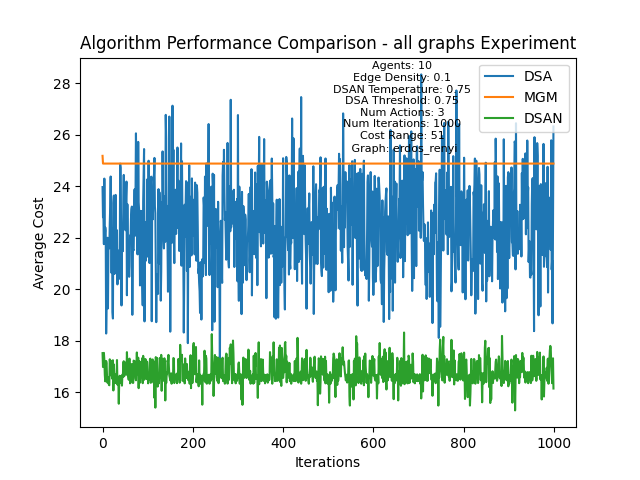 Algorithm Performance Comparison - all graphs Experiment
Agents: 10
Edge Density: 0.1
DSAN Temperature: 0.75
DSA Threshold: 0.75
Num Actions: 3
Num Iterations: 1000
Cost Range: 51
Graph: erdos_renyi
DSA
MGM
DSAN
28
26
24
22
20
18
16
Average Cost
0
200
400
600
800
1000
Iterations